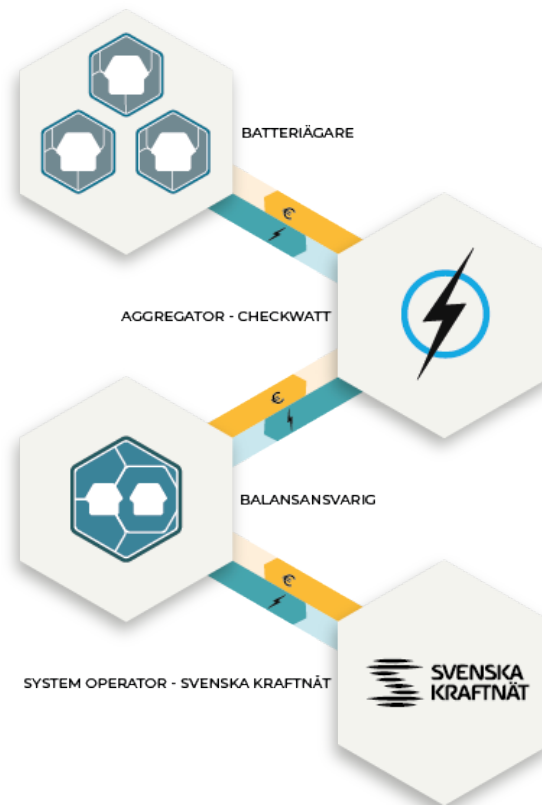 BATTERIÄGARE
€
AGGREGATOR - CHECKWATT
€
BALANSANSVARIG
€
SYSTEM OPERATOR - SVENSKA KRAFTNÄT
SVENSKA
KRAFTNÄT